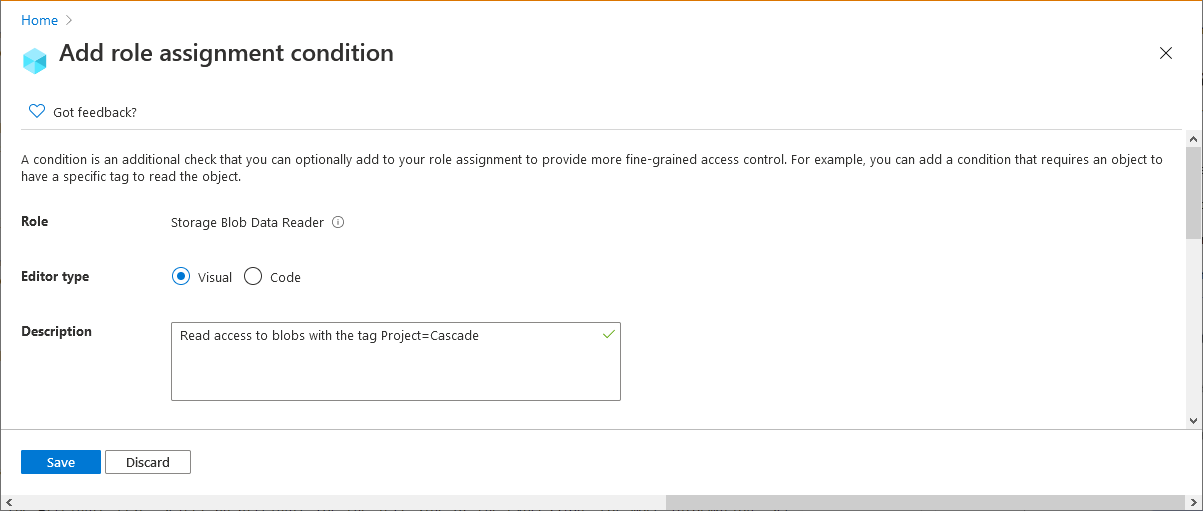 Home
Add role assignment condition
Got feedback?
A condition is an additional check that you can optionally add to your role assignment to provide more fine-grained access control. For example, you can add a condition that requires an object to
have a specific tag to read the object.
Role Storage Blob Data Reader
Editor type Visual Code
Description Read access to blobs with the tag Project=Cascade
Save Discard